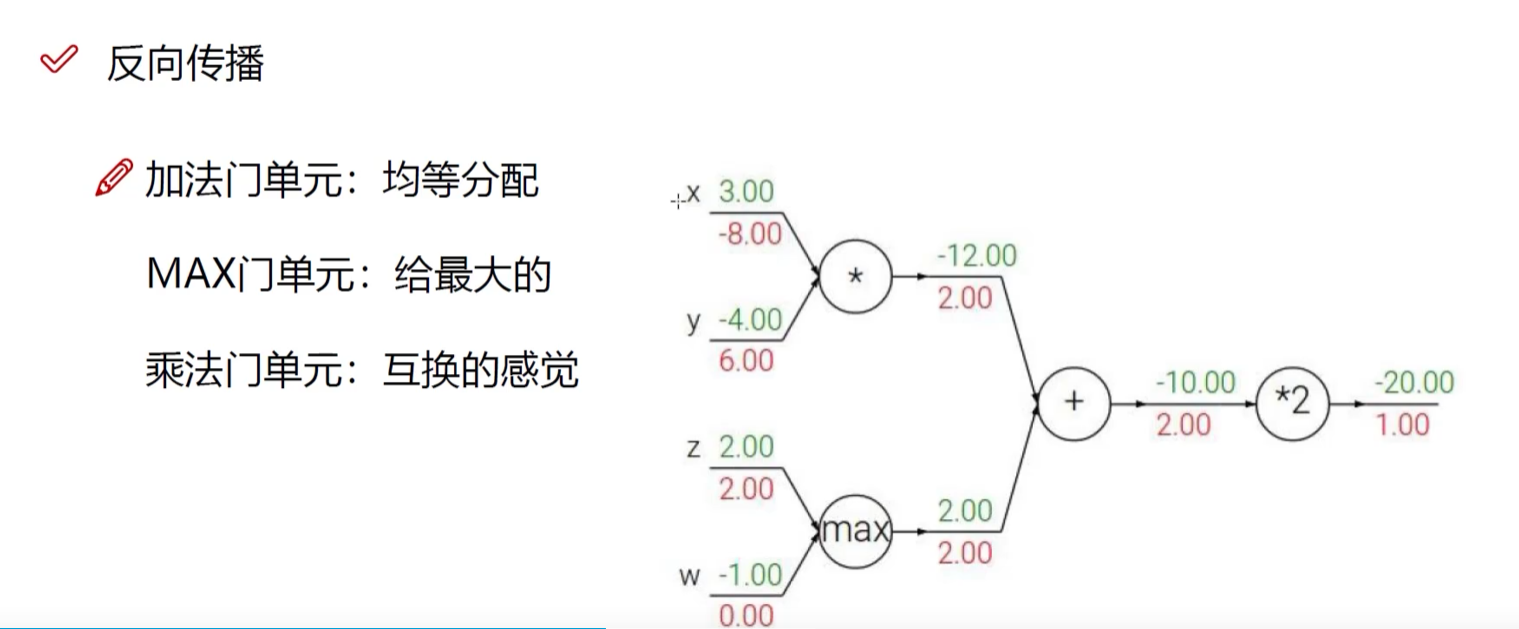 反向传播
加法门单元：均等分配
MAX门单元：给最大的
乘法门单元：互换的感觉
x 3.00
-8.00
y -4.00
6.00
*
-12.00
2.00
z 2.00
2.00
w -1.00
0.00
max
2.00
2.00
+
-10.00
2.00
*2
-20.00
1.00